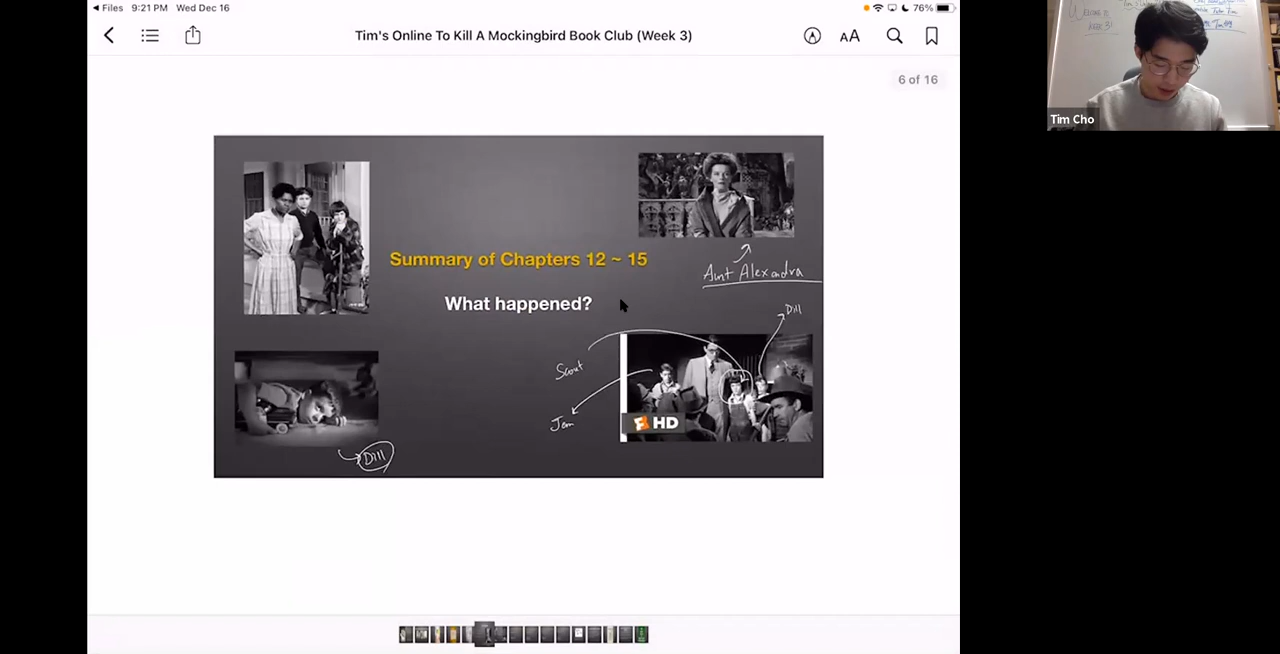 Files 9:21 PM Wed Dec 16
76%
Tim's Online To Kill A Mockingbird Book Club (Week 3)
AA
6 of 16
Summary of Chapters 12 ~ 15
What happened?
Aunt Alexandra
Dill
Scout
Jem
HD
Dill
Tim Cho